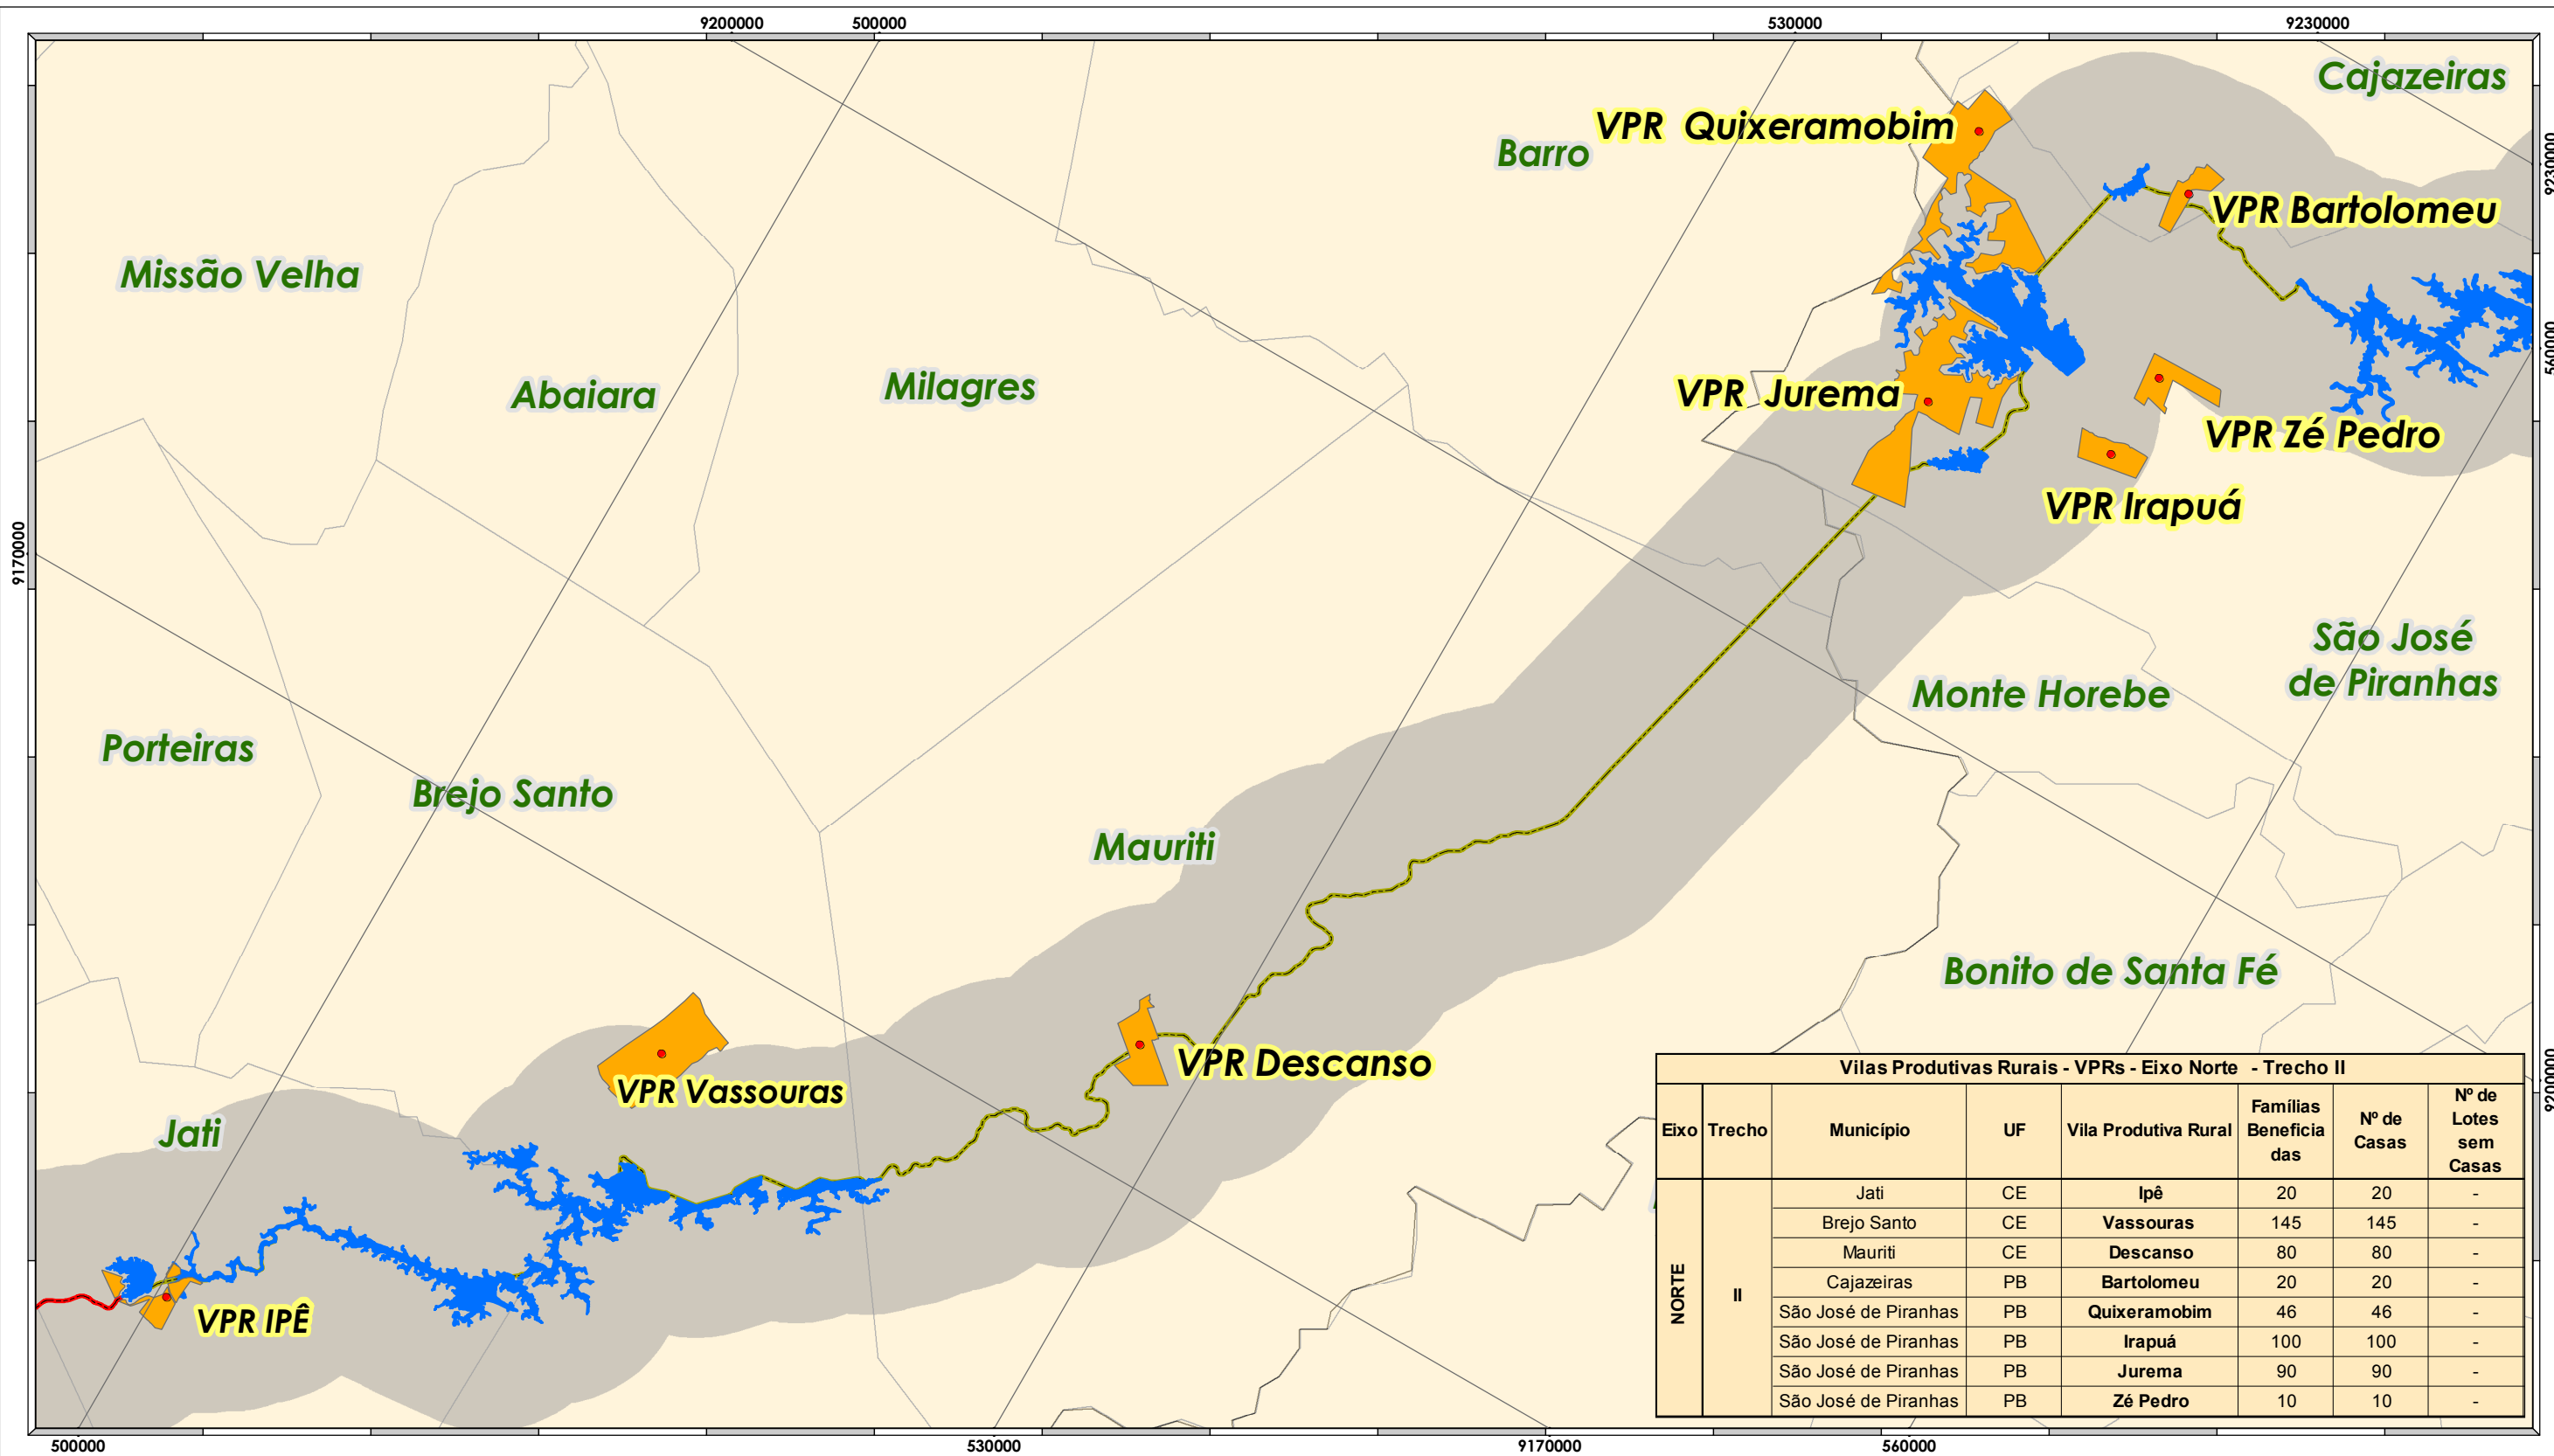 9200000 500000 530000 9230000
Cajazeiras
VPR Quixeramobim
Barro
9230000
VPR Bartolomeu
Missão Velha
560000
Abaiara
Milagres
VPR Jurema
VPR Zé Pedro
VPR Irapuá
9170000
São José
de Piranhas
Monte Horebe
Porteiras
Brejo Santo
Mauriti
Bonito de Santa Fé
VPR Descanso
VPR Vassouras
9200000
Jati
VPR IPÊ
Vilas Produtivas Rurais - VPRs - Eixo Norte - Trecho II
Eixo Trecho Município UF Vila Produtiva Rural Famílias Beneficia das Nº de Casas Nº de Lotes sem Casas
NORTE II
Jati CE Ipê 20 20 -
Brejo Santo CE Vassouras 145 145 -
Mauriti CE Descanso 80 80 -
Cajazeiras PB Bartolomeu 20 20 -
São José de Piranhas PB Quixeramobim 46 46 -
São José de Piranhas PB Irapuá 100 100 -
São José de Piranhas PB Jurema 90 90 -
São José de Piranhas PB Zé Pedro 10 10 -
500000 530000 9170000 560000